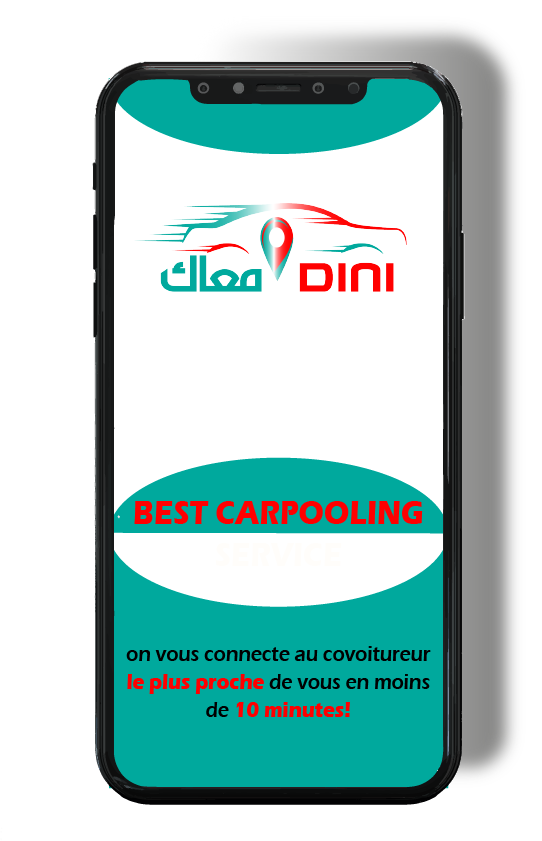 معاك DINI
BEST CARPOOLING
SERVICE
on vous connecte au covoitureur
le plus proche de vous en moins
de 10 minutes!